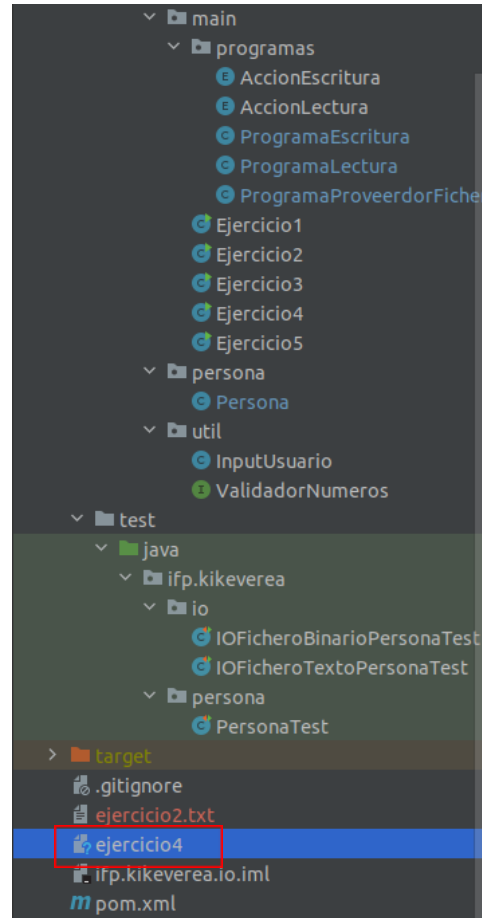 main
programas
AccionEscritura
AccionLectura
ProgramaEscritura
ProgramaLectura
ProgramaProveerdorFiche
Ejercicio1
Ejercicio2
Ejercicio3
Ejercicio4
Ejercicio5
persona
Persona
util
InputUsuario
ValidadorNumeros
test
java
ifp.kikeverea
io
IOFicheroBinarioPersonaTest
IOFicheroTextoPersonaTest
persona
PersonaTest
target
.gitignore
ejercicio2.txt
ejercicio4
ifp.kikeverea.io.iml
pom.xml